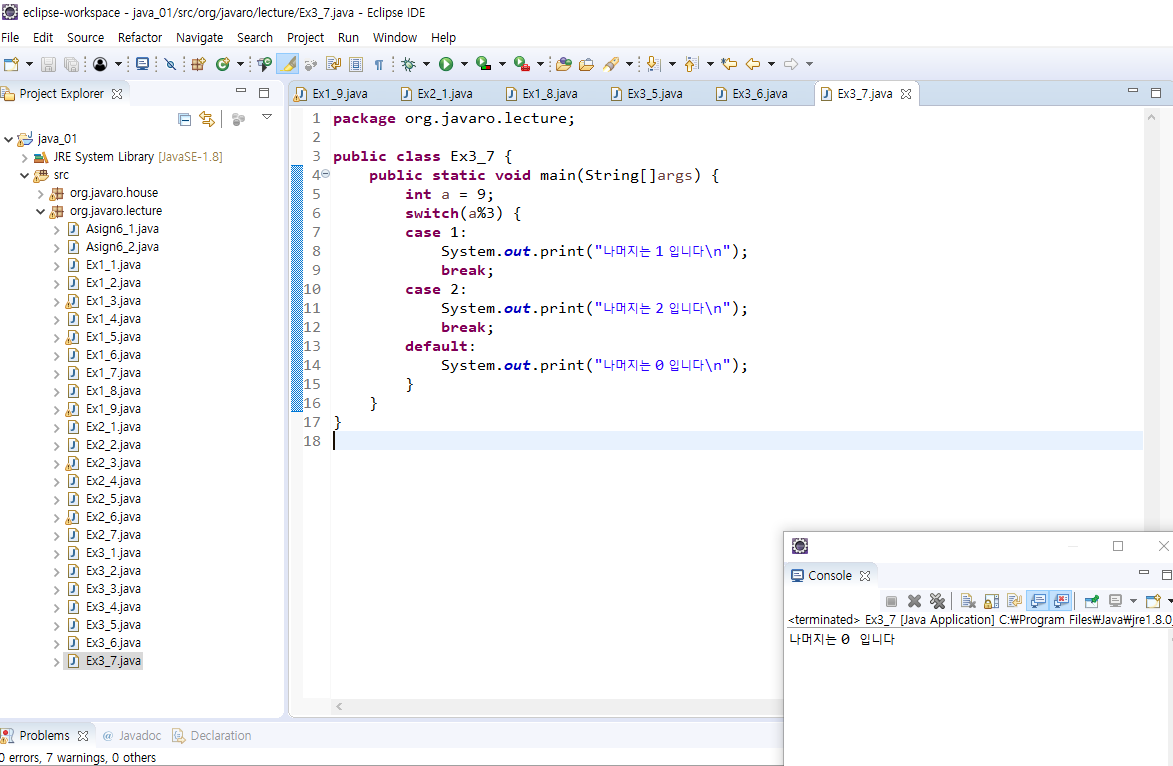 eclipse-workspace - java_01/src/org/javaro/lecture/Ex3_7.java - Eclipse IDE
File Edit Source Refactor Navigate Search Project Run Window Help
Project Explorer
java_01
JRE System Library [JavaSE-1.8]
src
org.javaro.house
org.javaro.lecture
Asign6_1.java
Asign6_2.java
Ex1_1.java
Ex1_2.java
Ex1_3.java
Ex1_4.java
Ex1_5.java
Ex1_6.java
Ex1_7.java
Ex1_8.java
Ex1_9.java
Ex2_1.java
Ex2_2.java
Ex2_3.java
Ex2_4.java
Ex2_5.java
Ex2_6.java
Ex2_7.java
Ex3_1.java
Ex3_2.java
Ex3_3.java
Ex3_4.java
Ex3_5.java
Ex3_6.java
Ex3_7.java
Ex1_9.java Ex2_1.java Ex1_8.java Ex3_5.java Ex3_6.java Ex3_7.java
1 package org.javaro.lecture;
2
3 public class Ex3_7 {
4 public static void main(String[]args) {
5 int a = 9;
6 switch(a%3) {
7 case 1:
8 System.out.print("나머지는 1 입니다\n");
9 break;
10 case 2:
11 System.out.print("나머지는 2 입니다\n");
12 break;
13 default:
14 System.out.print("나머지는 0 입니다\n");
15 }
16 }
17 }
18
Console
<terminated> Ex3_7 [Java Application] C:₩Program Files₩Java₩jre1.8.0_
나머지는 0 입니다
Problems @ Javadoc Declaration
0 errors, 7 warnings, 0 others